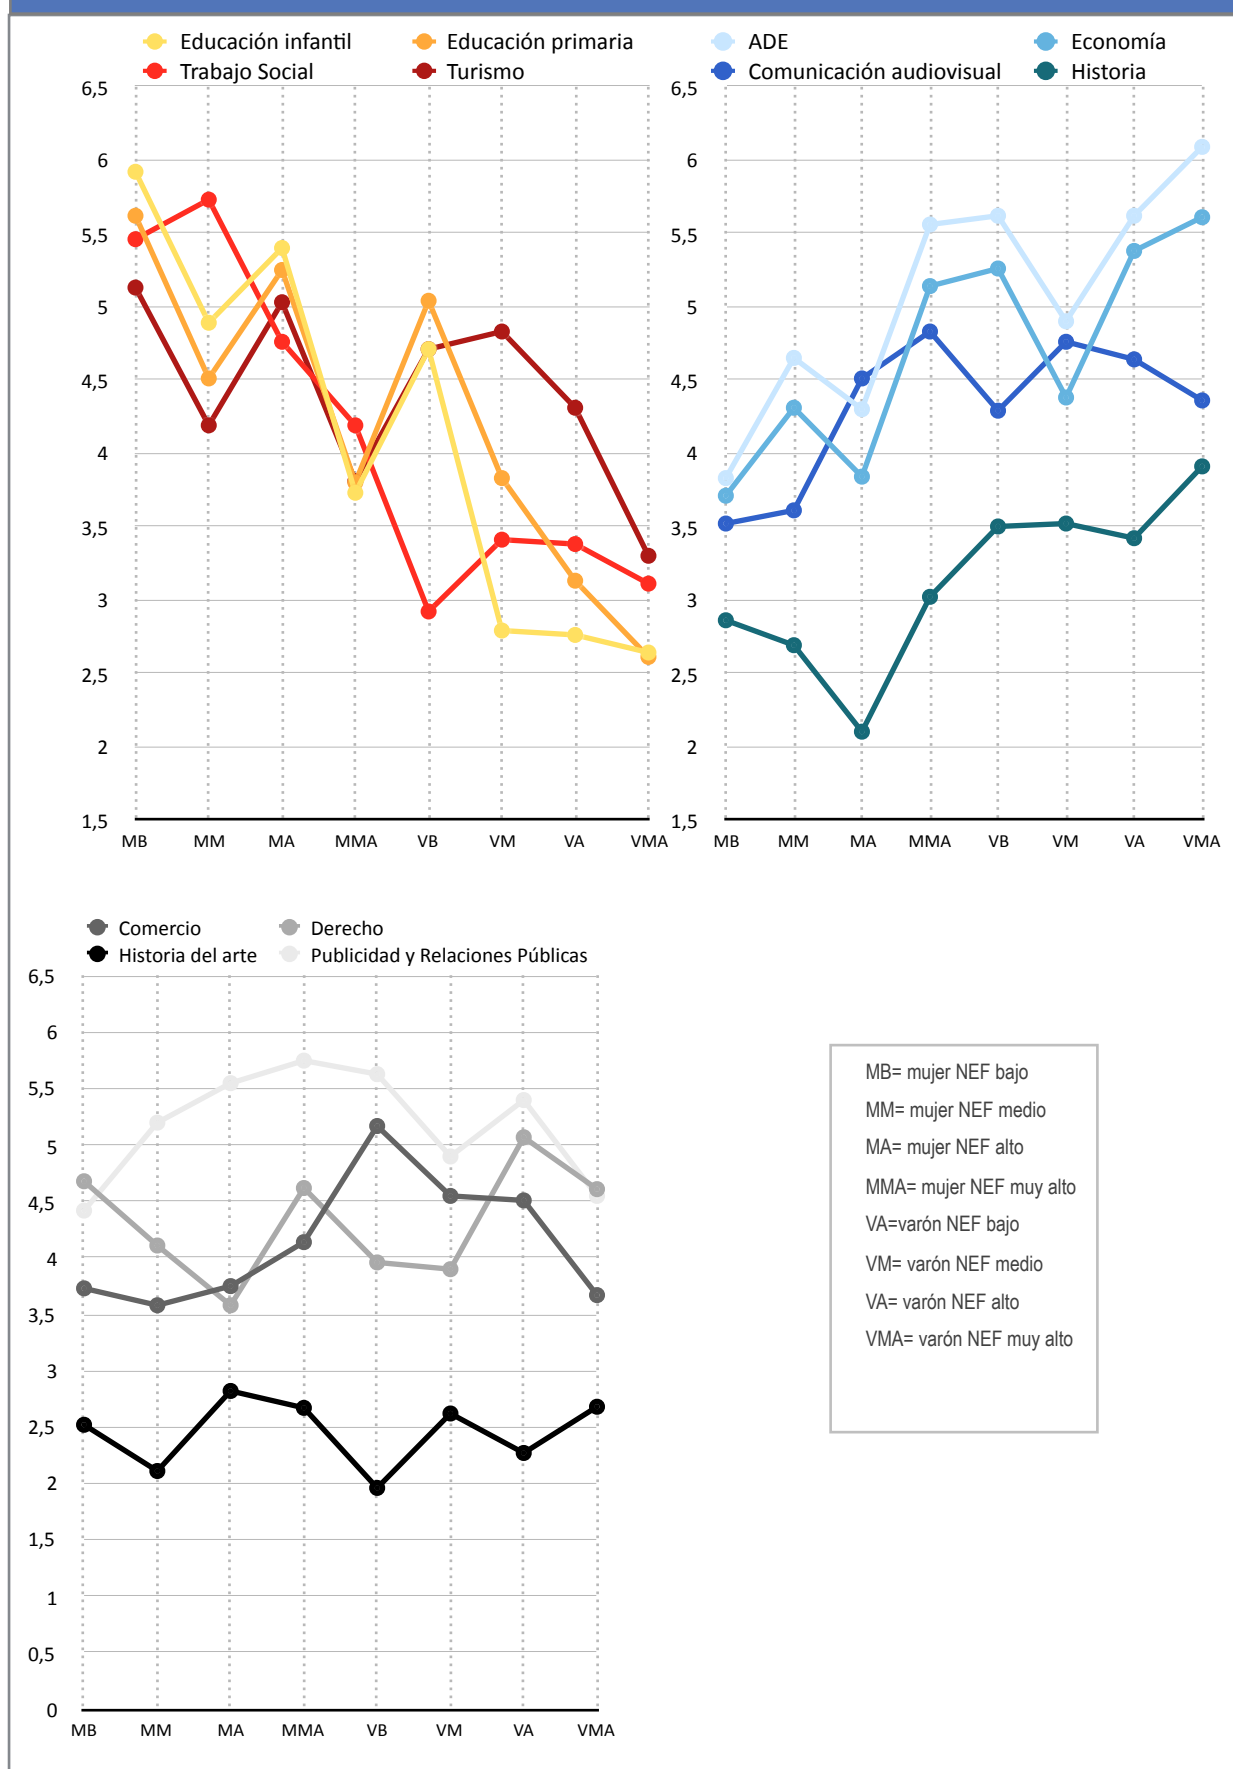 Educación infantil Educación primaria
Trabajo Social Turismo
6,5
6
5,5
5
4,5
4
3,5
3
2,5
2
1,5
MB MM MA MMA VB VM VA VMA
ADE Economía
Comunicación audiovisual Historia
6,5
6
5,5
5
4,5
4
3,5
3
2,5
2
1,5
MB MM MA MMA VB VM VA VMA
Comercio Derecho
Historia del arte Publicidad y Relaciones Públicas
6,5
6
5,5
5
4,5
4
3,5
3
2,5
2
1,5
1
0,5
0
MB MM MA MMA VB VM VA VMA
MB= mujer NEF bajo
MM= mujer NEF medio
MA= mujer NEF alto
MMA= mujer NEF muy alto
VA=varón NEF bajo
VM= varón NEF medio
VA= varón NEF alto
VMA= varón NEF muy alto